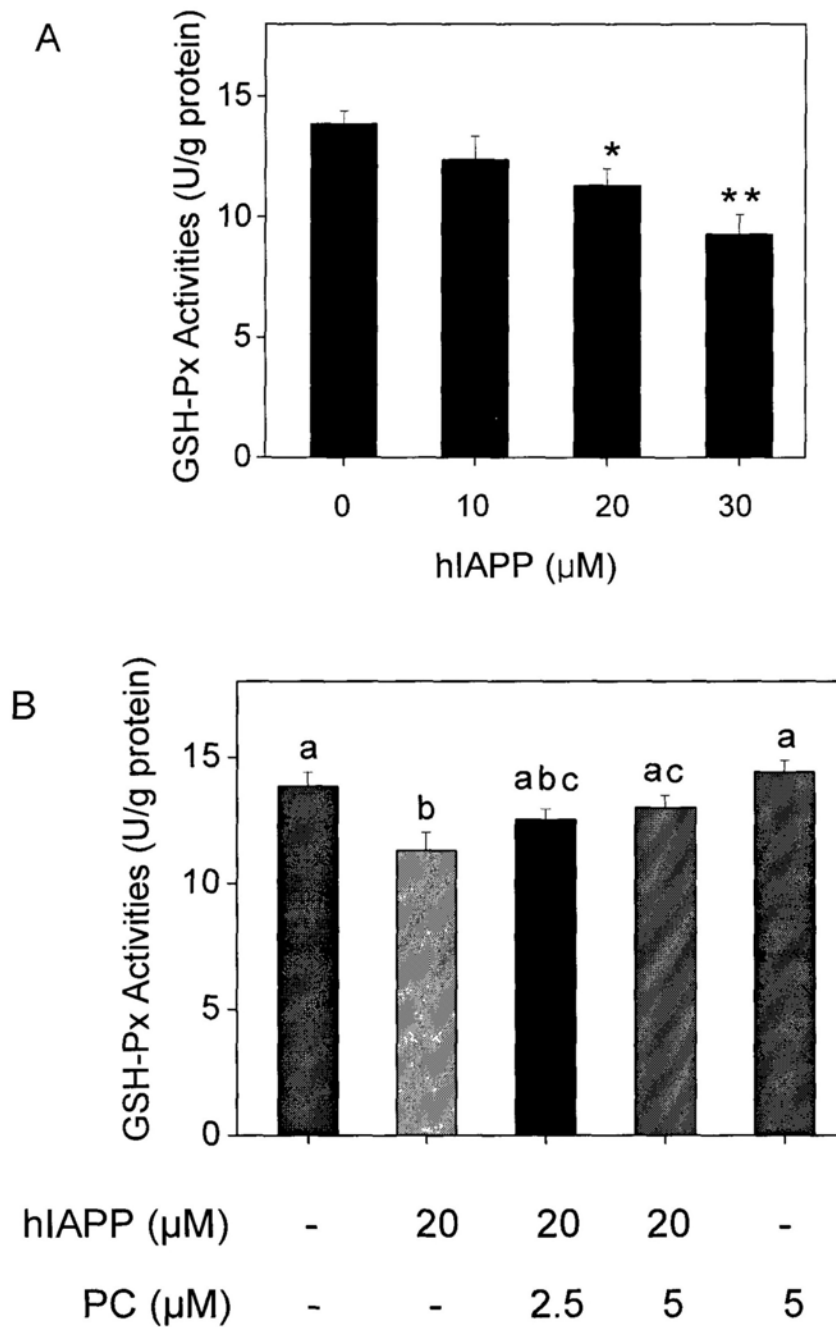 A
GSH-Px Activities (U/g protein)
15
10
5
0
*
**
0 10 20 30
hIAPP (µM)
B
GSH-Px Activities (U/g protein)
15
10
5
0
a b abc ac a
hIAPP (µM) - 20 20 20 -
PC (µM) - - 2.5 5 5